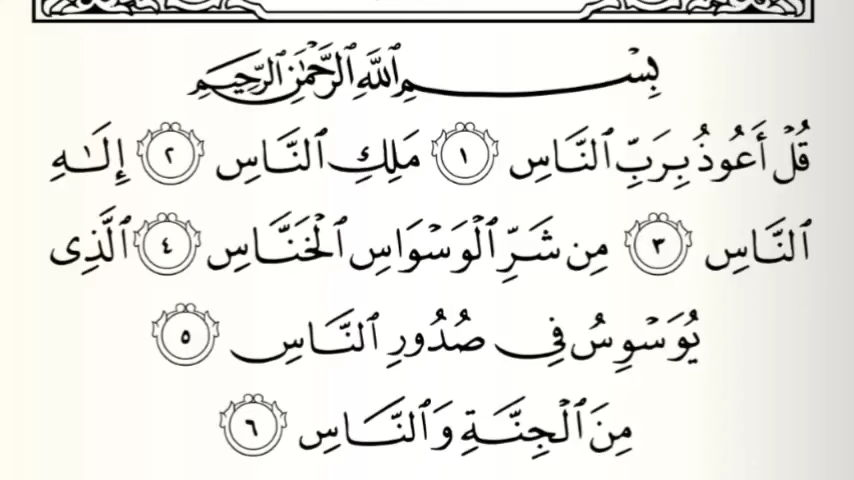 بِسْمِ ٱللَّهِ ٱلرَّحْمَٰنِ ٱلرَّحِيمِ
قُلْ أَعُوذُ بِرَبِّ ٱلنَّاسِ ١ مَلِكِ ٱلنَّاسِ ٢ إِلَٰهِ
ٱلنَّاسِ ٣ مِن شَرِّ ٱلْوَسْوَاسِ ٱلْخَنَّاسِ ٤ ٱلَّذِى
يُوَسْوِسُ فِى صُدُورِ ٱلنَّاسِ ٥
مِنَ ٱلْجِنَّةِ وَٱلنَّاسِ ٦